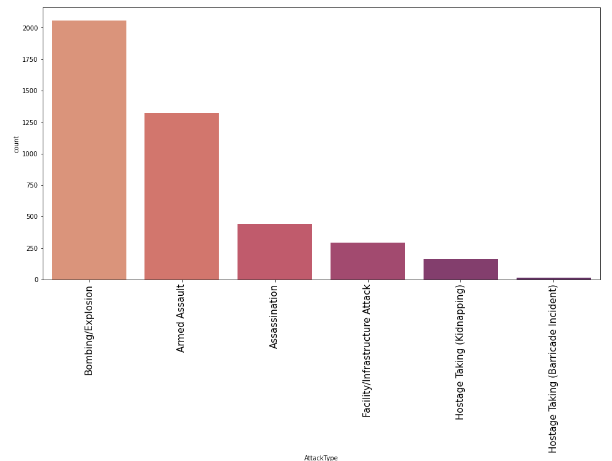 2000
1750
1500
1250
1000
750
500
250
0
count
Bombing/Explosion
Armed Assault
Assassination
Facility/Infrastructure Attack
Hostage Taking (Kidnapping)
Hostage Taking (Barricade Incident)
AttackType